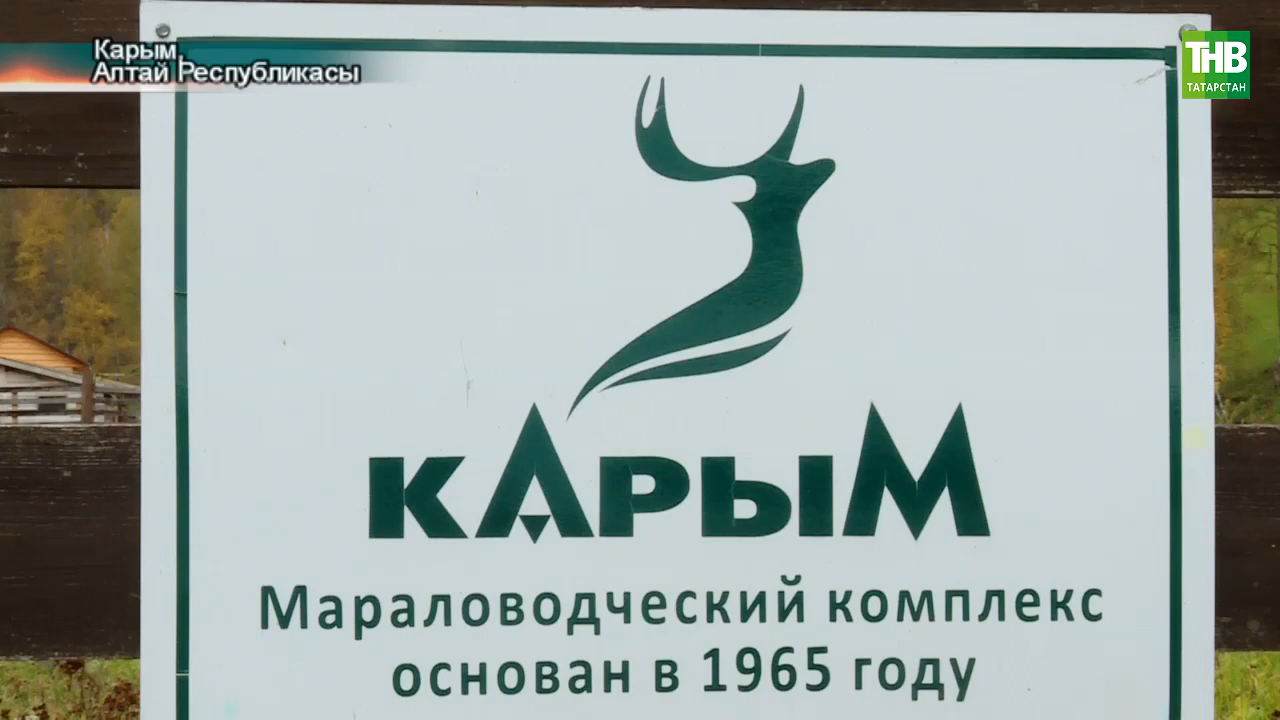 Карым,
Алтай Республикасы
ТНВ
ТАТАРСТАН
КАРЫМ
Мараловодческий комплекс
основан в 1965 году